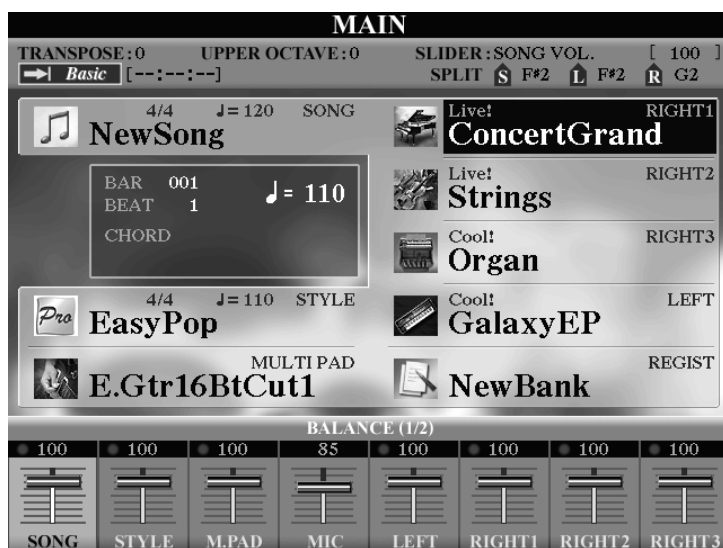 MAIN
TRANSPOSE:0 UPPER OCTAVE:0 SLIDER:SONG VOL. [ 100 ]
Basic [--:--:--] SPLIT S F#2 L F#2 R G2
4/4 ♩=120 SONG
NewSong
BAR 001
BEAT 1
♩= 110
CHORD
4/4 ♩=110 STYLE
Pro EasyPop
MULTI PAD
E.Gtr16BtCut1
Live! RIGHT1
ConcertGrand
Live! RIGHT2
Strings
Cool! RIGHT3
Organ
Cool! LEFT
GalaxyEP
REGIST
NewBank
BALANCE (1/2)
100 100 100 85 100 100 100 100
SONG STYLE M.PAD MIC LEFT RIGHT1 RIGHT2 RIGHT3